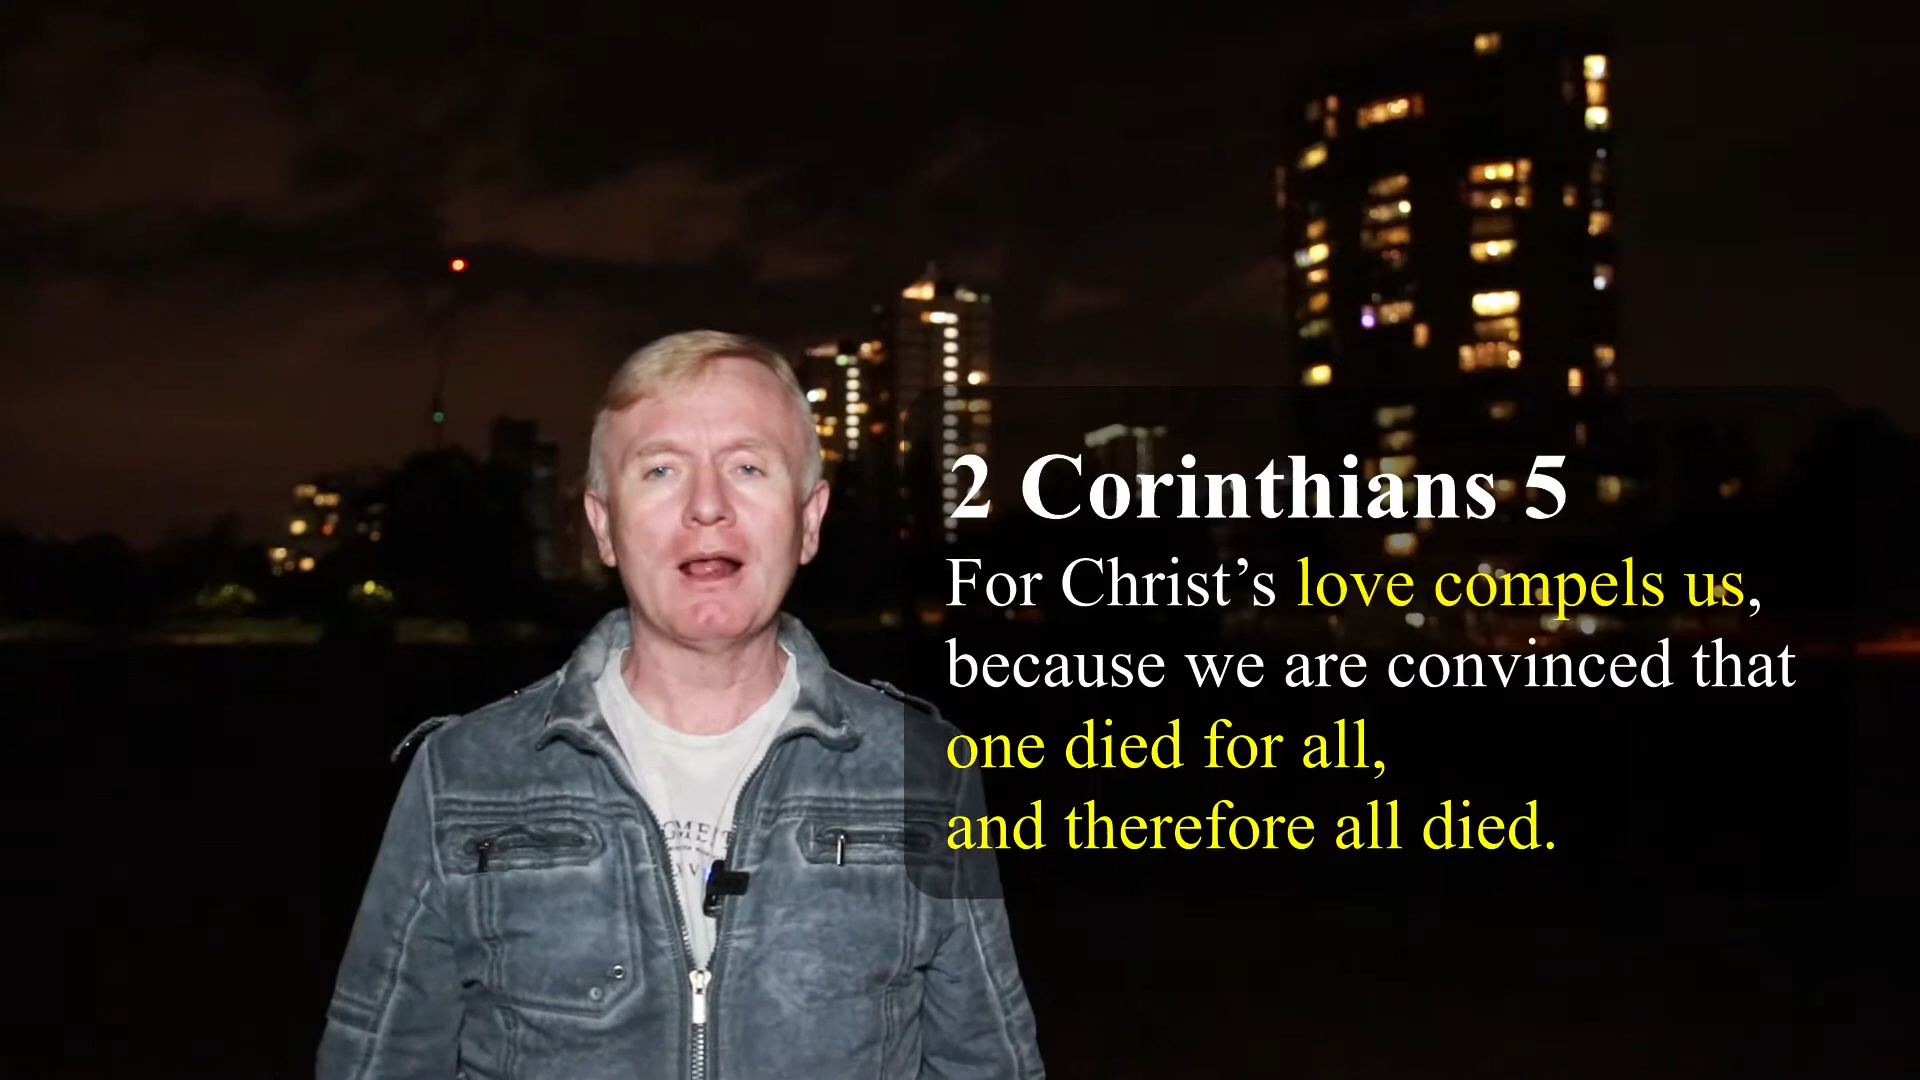 2 Corinthians 5
For Christ’s love compels us,
because we are convinced that
one died for all,
and therefore all died.